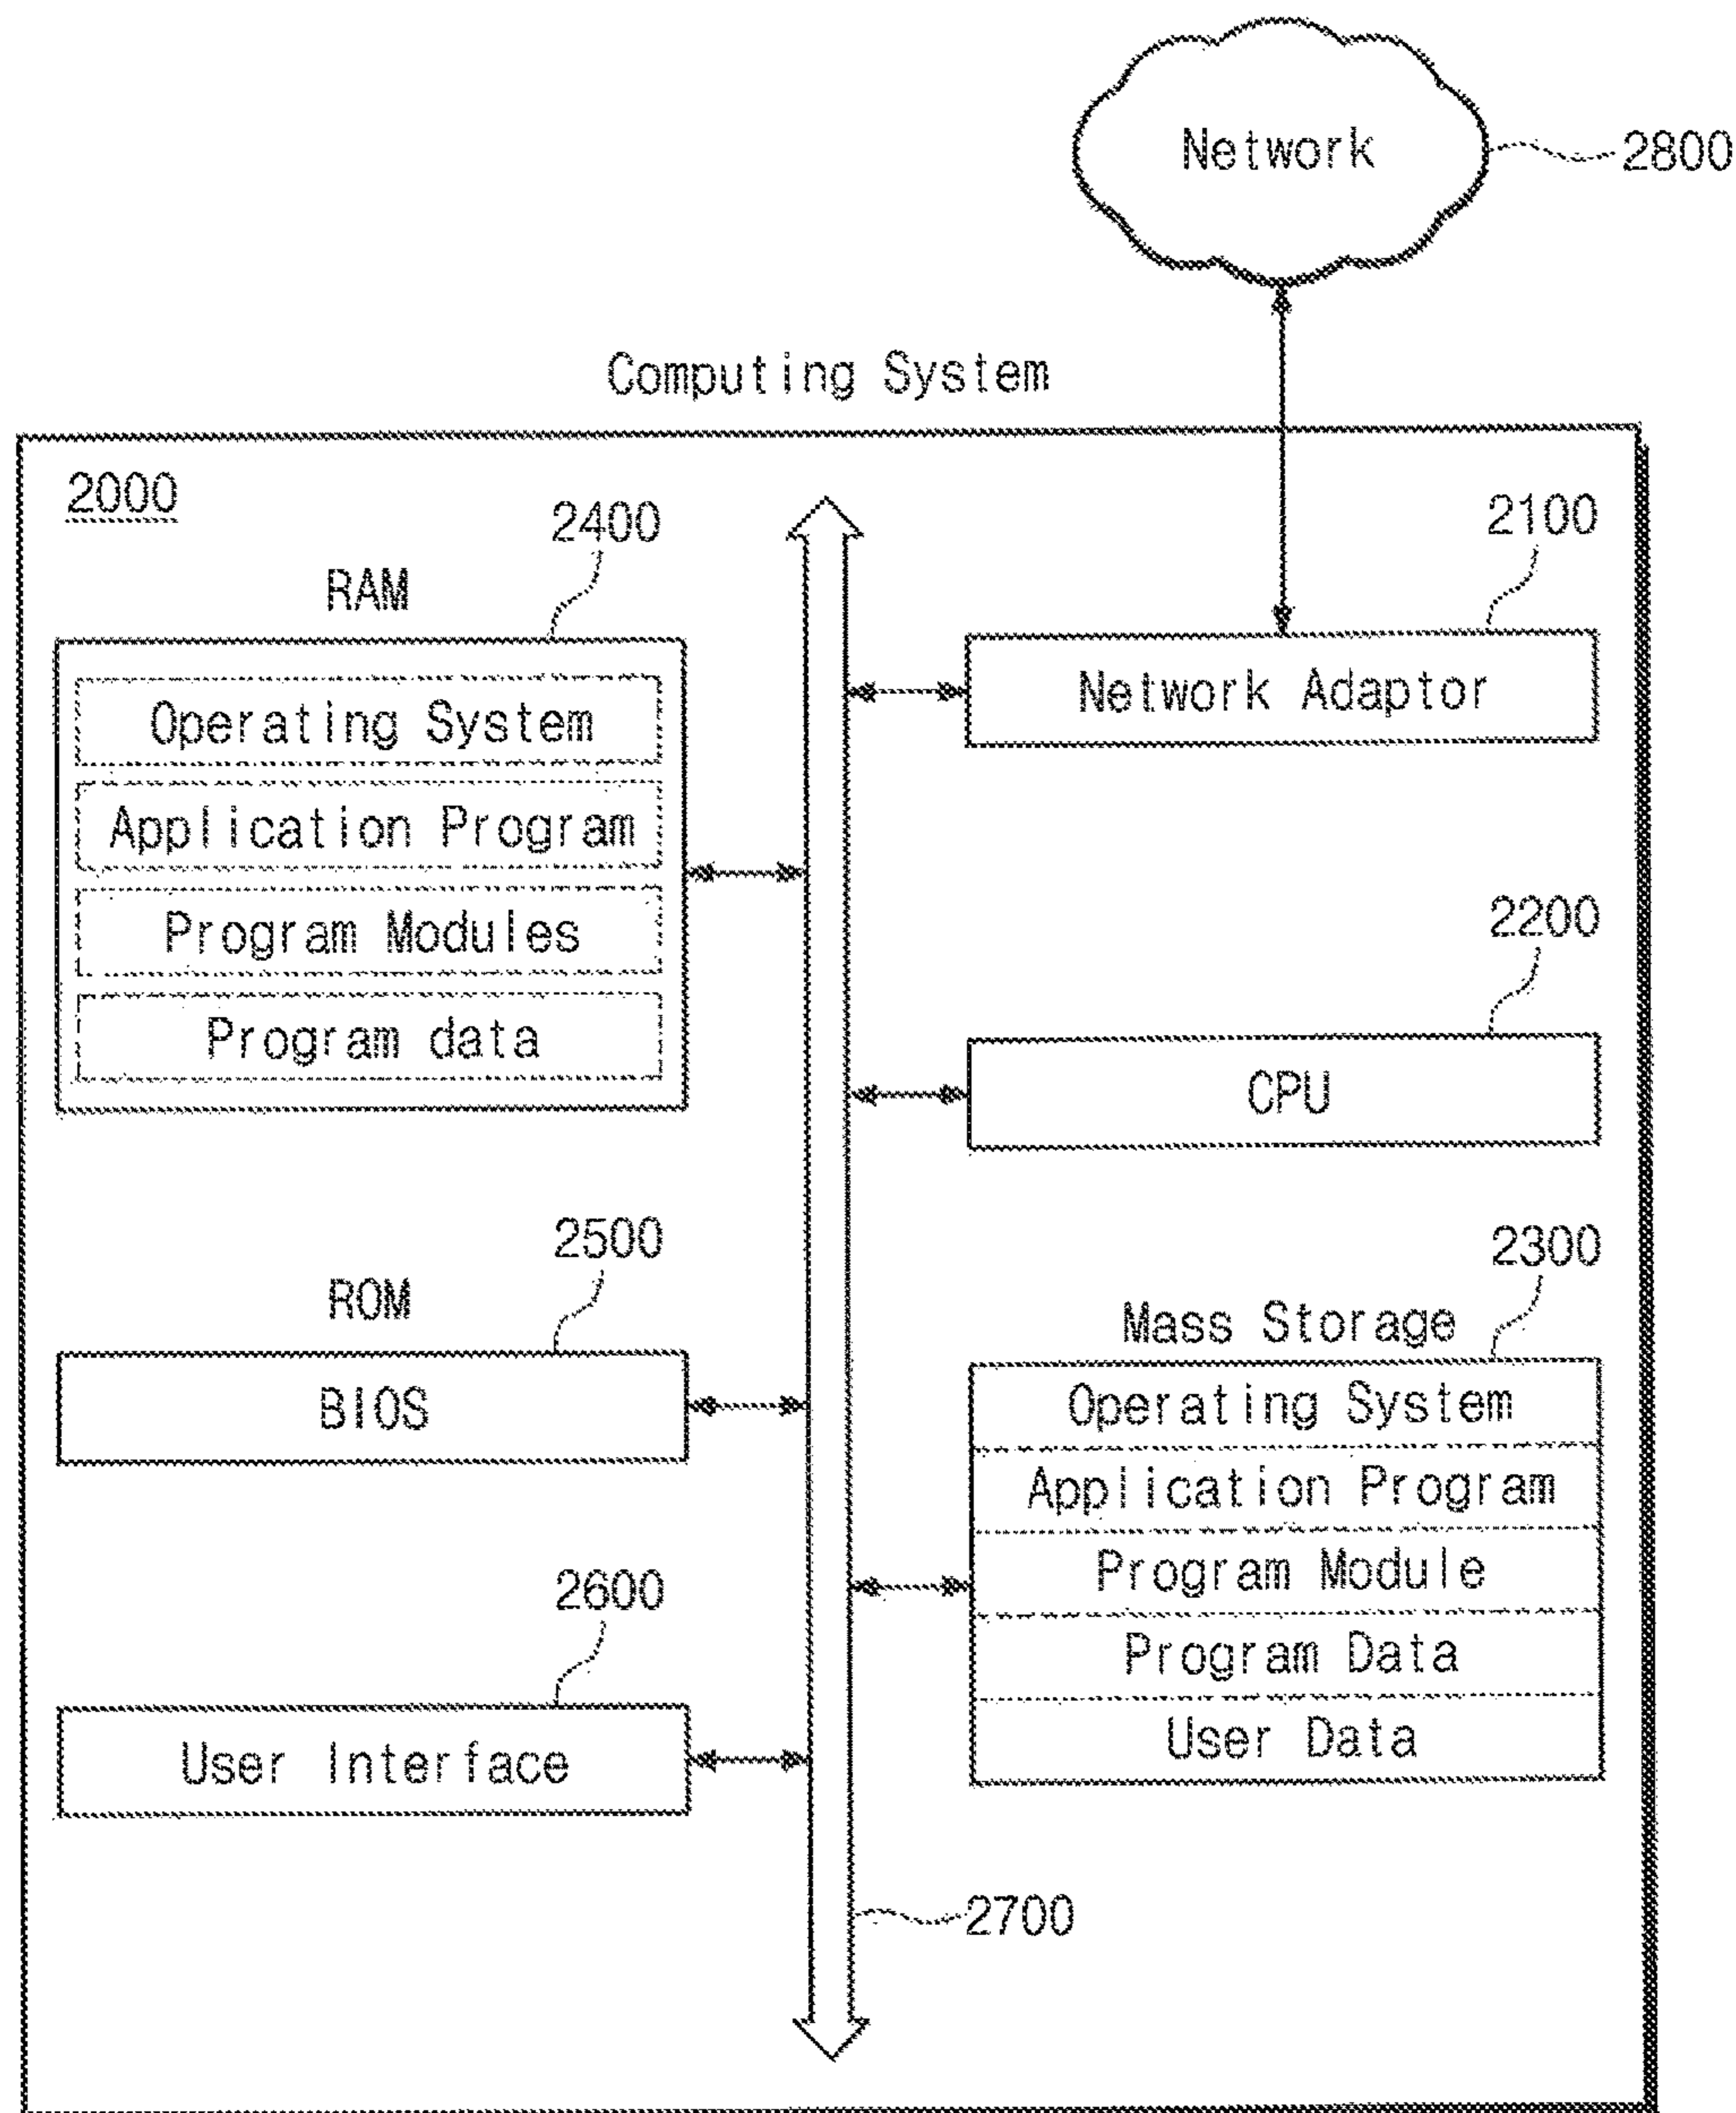 Network
2800
Computing System
2000
2400
RAM
Operating System
Application Program
Program Modules
Program data
2100
Network Adaptor
2200
CPU
2500
ROM
BIOS
2300
Mass Storage
Operating System
Application Program
Program Module
Program Data
User Data
2600
User Interface
2700